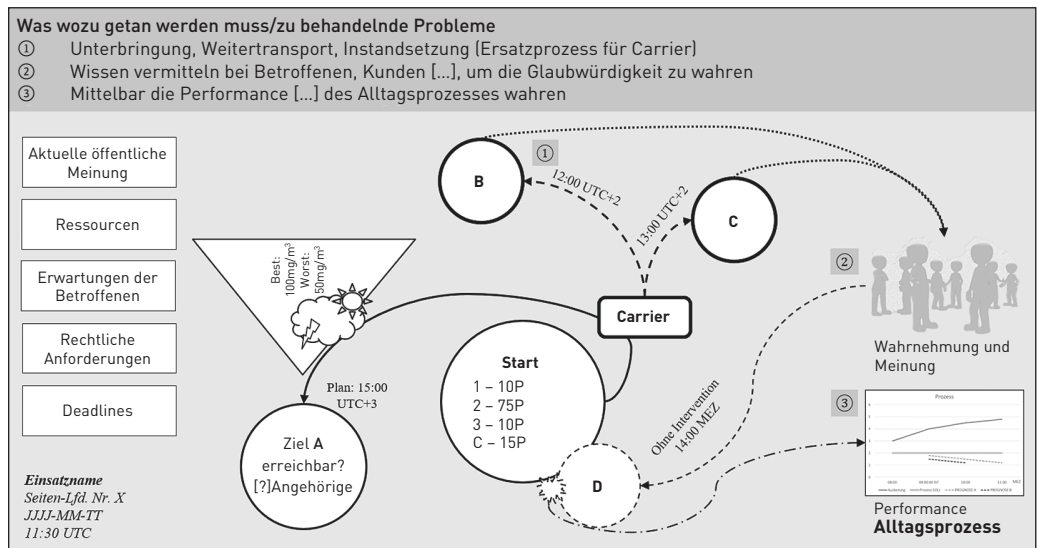 Was wozu getan werden muss/zu behandelnde Probleme
① Unterbringung, Weitertransport, Instandsetzung (Ersatzprozess für Carrier)
② Wissen vermitteln bei Betroffenen, Kunden [...], um die Glaubwürdigkeit zu wahren
③ Mittelbar die Performance [...] des Alltagsprozesses wahren
Aktuelle öffentliche
Meinung
Ressourcen
Erwartungen der
Betroffenen
Rechtliche
Anforderungen
Deadlines
Einsatzname
Seiten-Lfd. Nr. X
JJJJ-MM-TT
11:30 UTC
Best:
100mg/m³
Worst:
50mg/m³
Plan: 15:00
UTC+3
Ziel A
erreichbar?
[?]Angehörige
B
①
12:00 UTC+2
13:00 UTC+2
C
Carrier
Start
1 – 10P
2 – 75P
3 – 10P
C – 15P
D
Ohne Intervention
14:00 MEZ
②
Wahrnehmung und
Meinung
③
Prozess
MEZ
Performance
Alltagsprozess